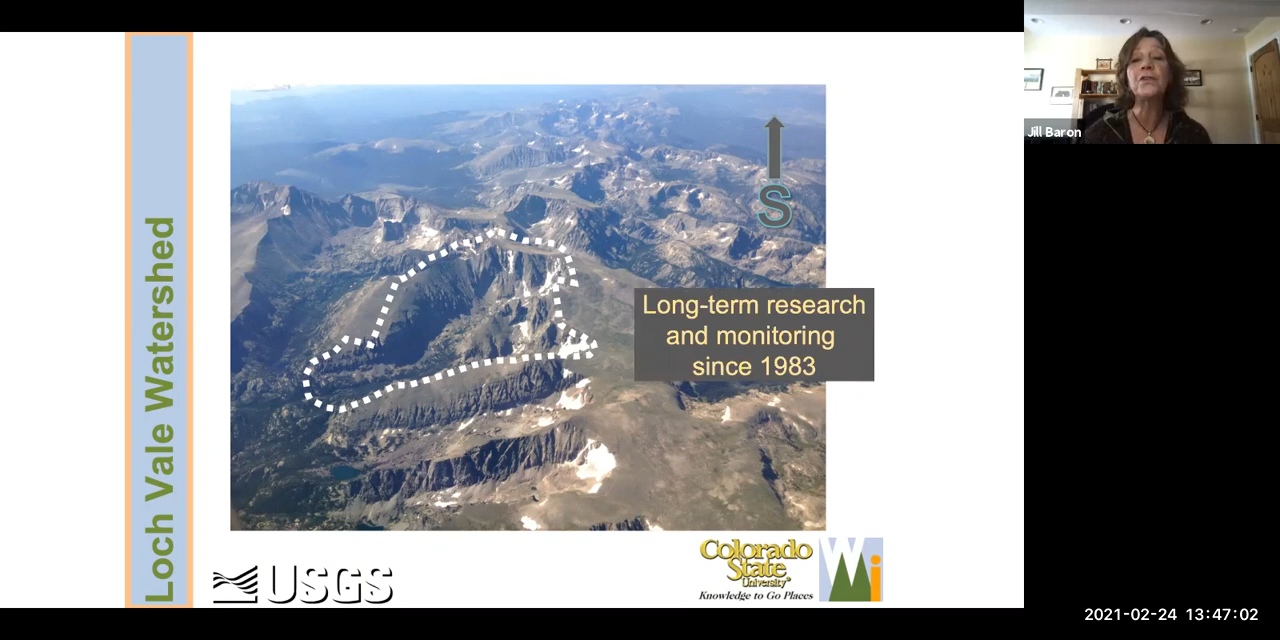 Loch Vale Watershed
S
Long-term research
and monitoring
since 1983
USGS
Colorado
State
University
Knowledge to Go Places
Wi
Jill Baron
2021-02-24 13:47:02